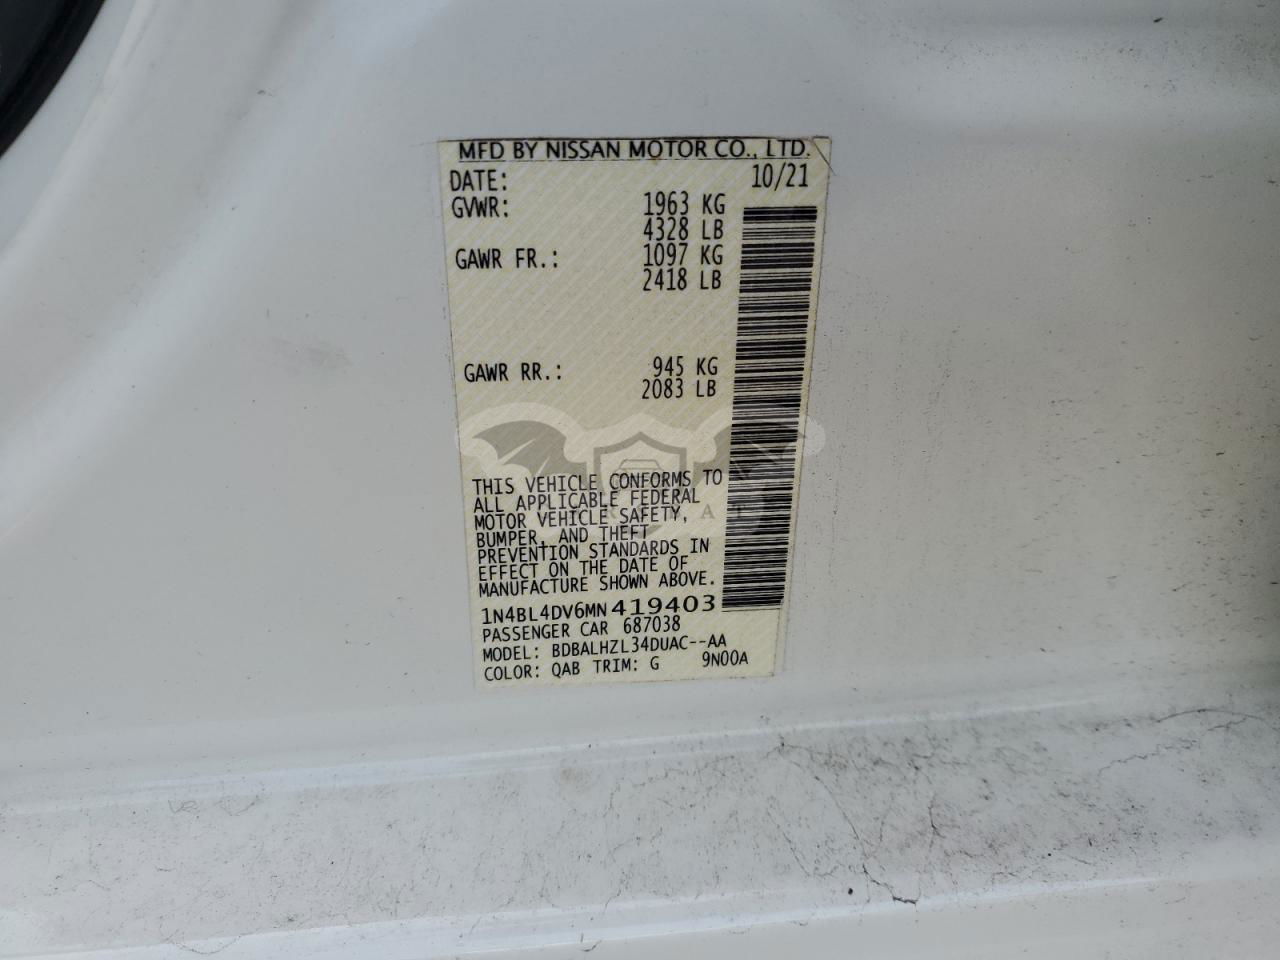 MFD BY NISSAN MOTOR CO., LTD.
DATE: 10/21
GVWR: 1963 KG
4328 LB
GAWR FR.: 1097 KG
2418 LB
GAWR RR.: 945 KG
2083 LB
THIS VEHICLE CONFORMS TO
ALL APPLICABLE FEDERAL
MOTOR VEHICLE SAFETY,
BUMPER, AND THEFT
PREVENTION STANDARDS IN
EFFECT ON THE DATE OF
MANUFACTURE SHOWN ABOVE.
1N4BL4DV6MN419403
PASSENGER CAR 687038
MODEL: BDBALHZL34DUAC--AA
COLOR: QAB TRIM: G 9N00A